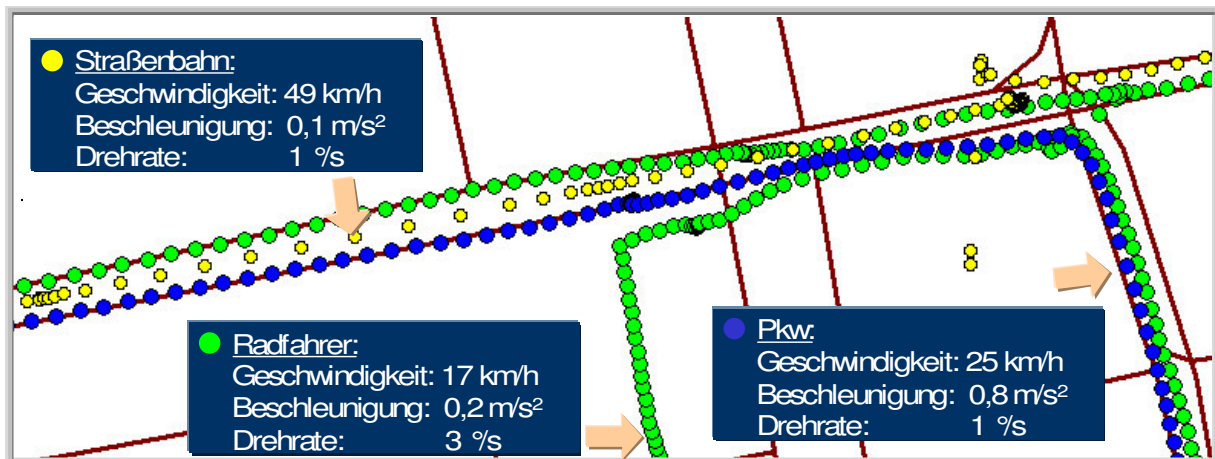 Straßenbahn:
Geschwindigkeit: 49 km/h
Beschleunigung: 0,1 m/s²
Drehrate: 1 °/s
Radfahrer:
Geschwindigkeit: 17 km/h
Beschleunigung: 0,2 m/s²
Drehrate: 3 °/s
Pkw:
Geschwindigkeit: 25 km/h
Beschleunigung: 0,8 m/s²
Drehrate: 1 °/s